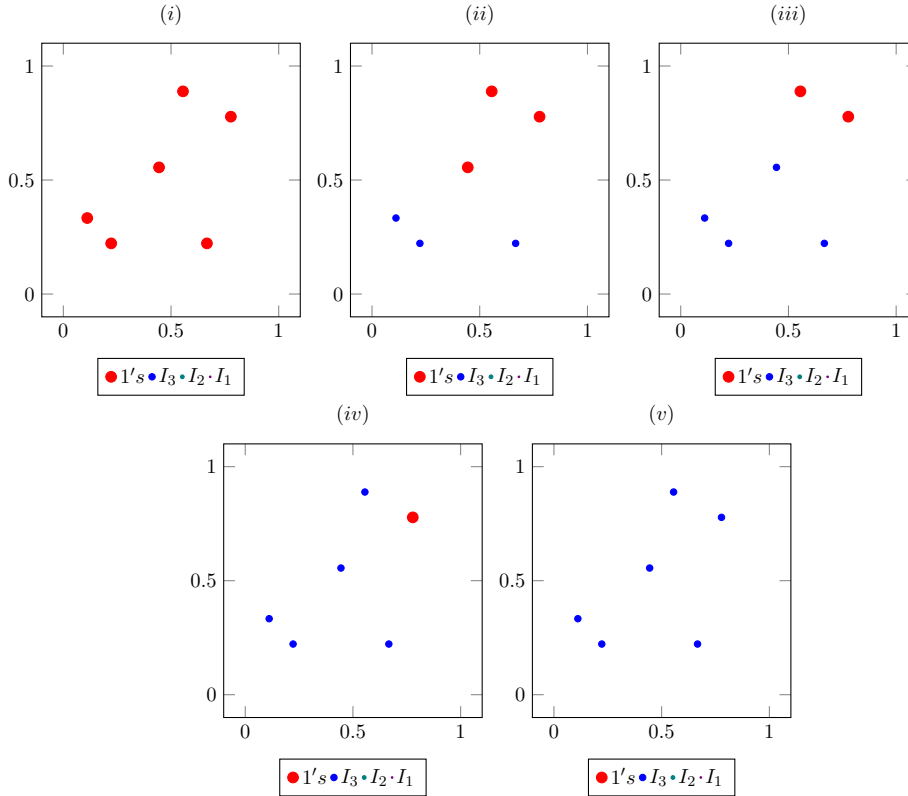 (i) (ii) (iii)
1 1 1
0.5 0.5 0.5
0 0 0
0 0.5 1 0 0.5 1 0 0.5 1
1's I₃ I₂ I₁ 1's I₃ I₂ I₁ 1's I₃ I₂ I₁
(iv) (v)
1 1
0.5 0.5
0 0
0 0.5 1 0 0.5 1
1's I₃ I₂ I₁ 1's I₃ I₂ I₁